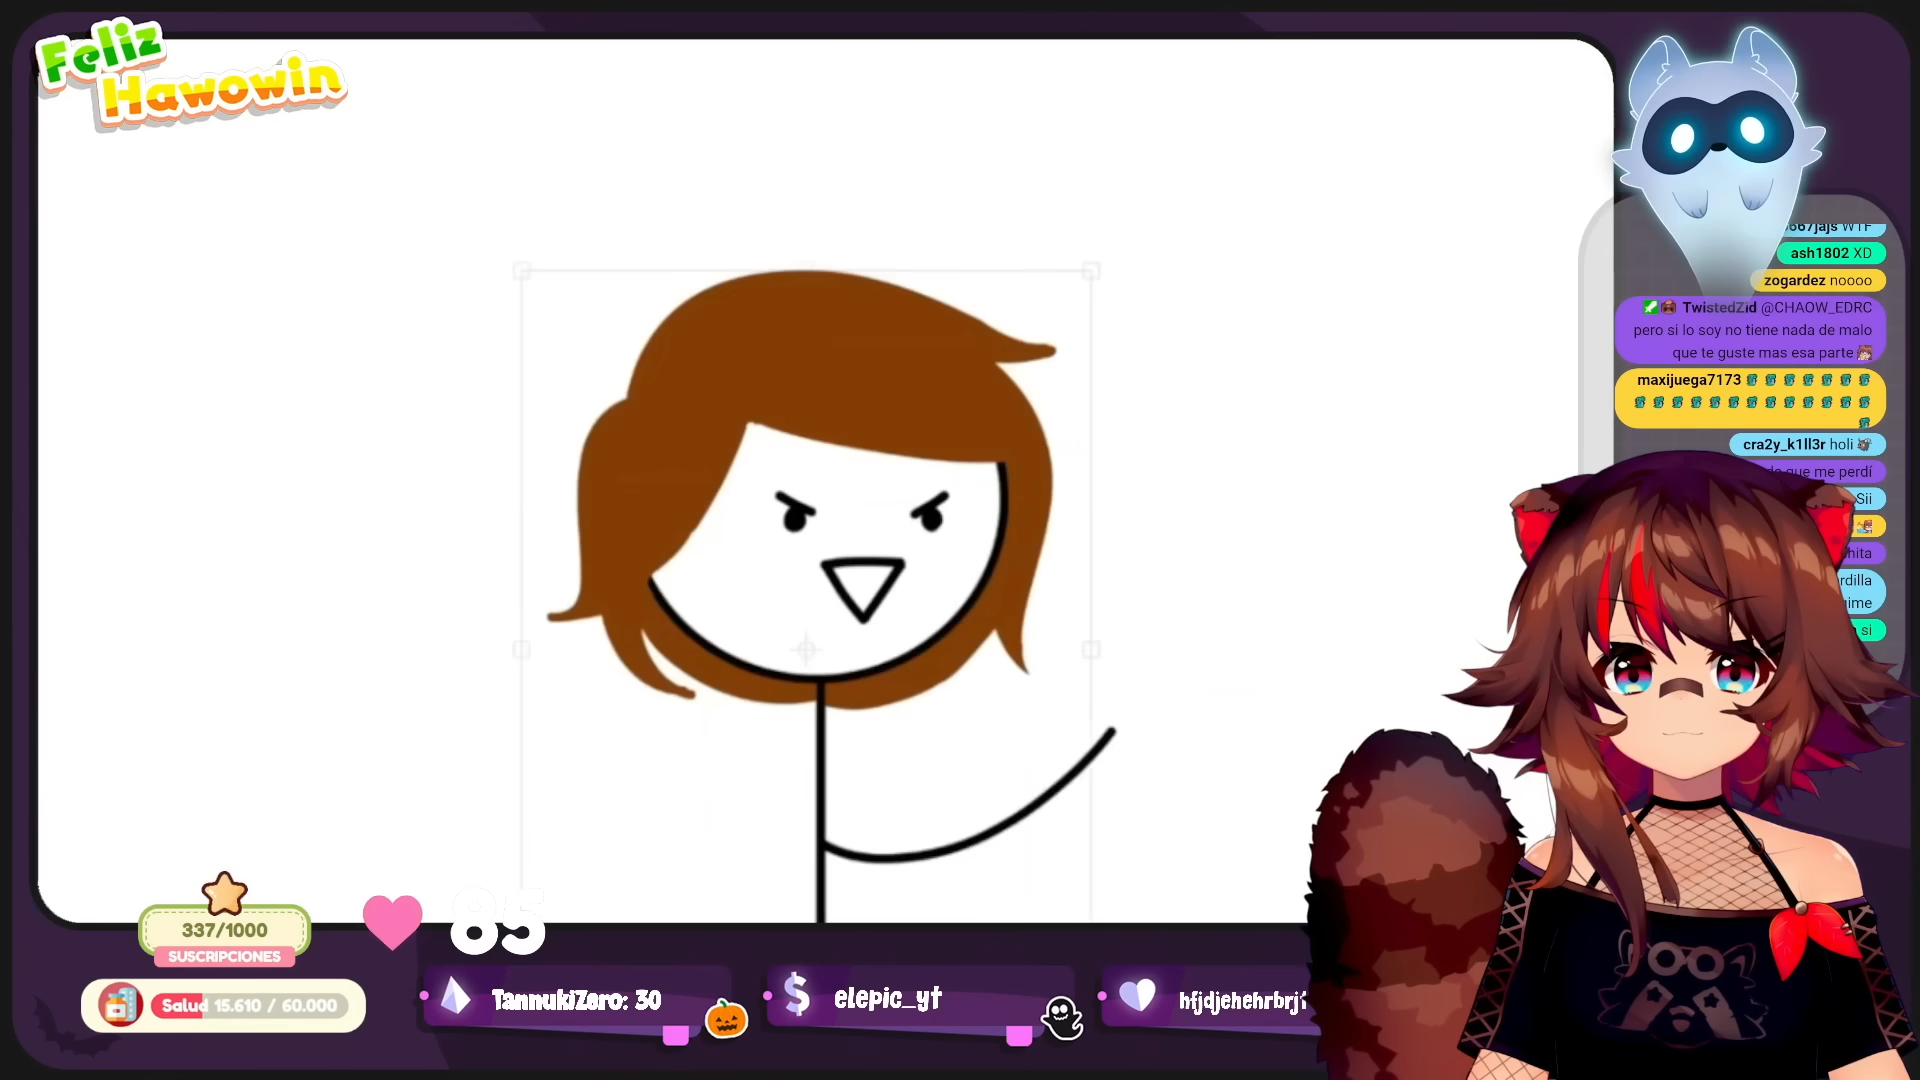 Feliz
Hawowin
667jajs WTF
ash1802 XD
zogardez noooo
TwistedZid @CHAOW_EDRC
pero si lo soy no tiene nada de malo
que te guste mas esa parte
maxijuega7173
cra2y_k1ll3r holi
que me perdí
Sii
si
337/1000
SUSCRIPCIONES
85
Salud 15.610 / 60.000
TannukiZero: 30
$ elepic_yt